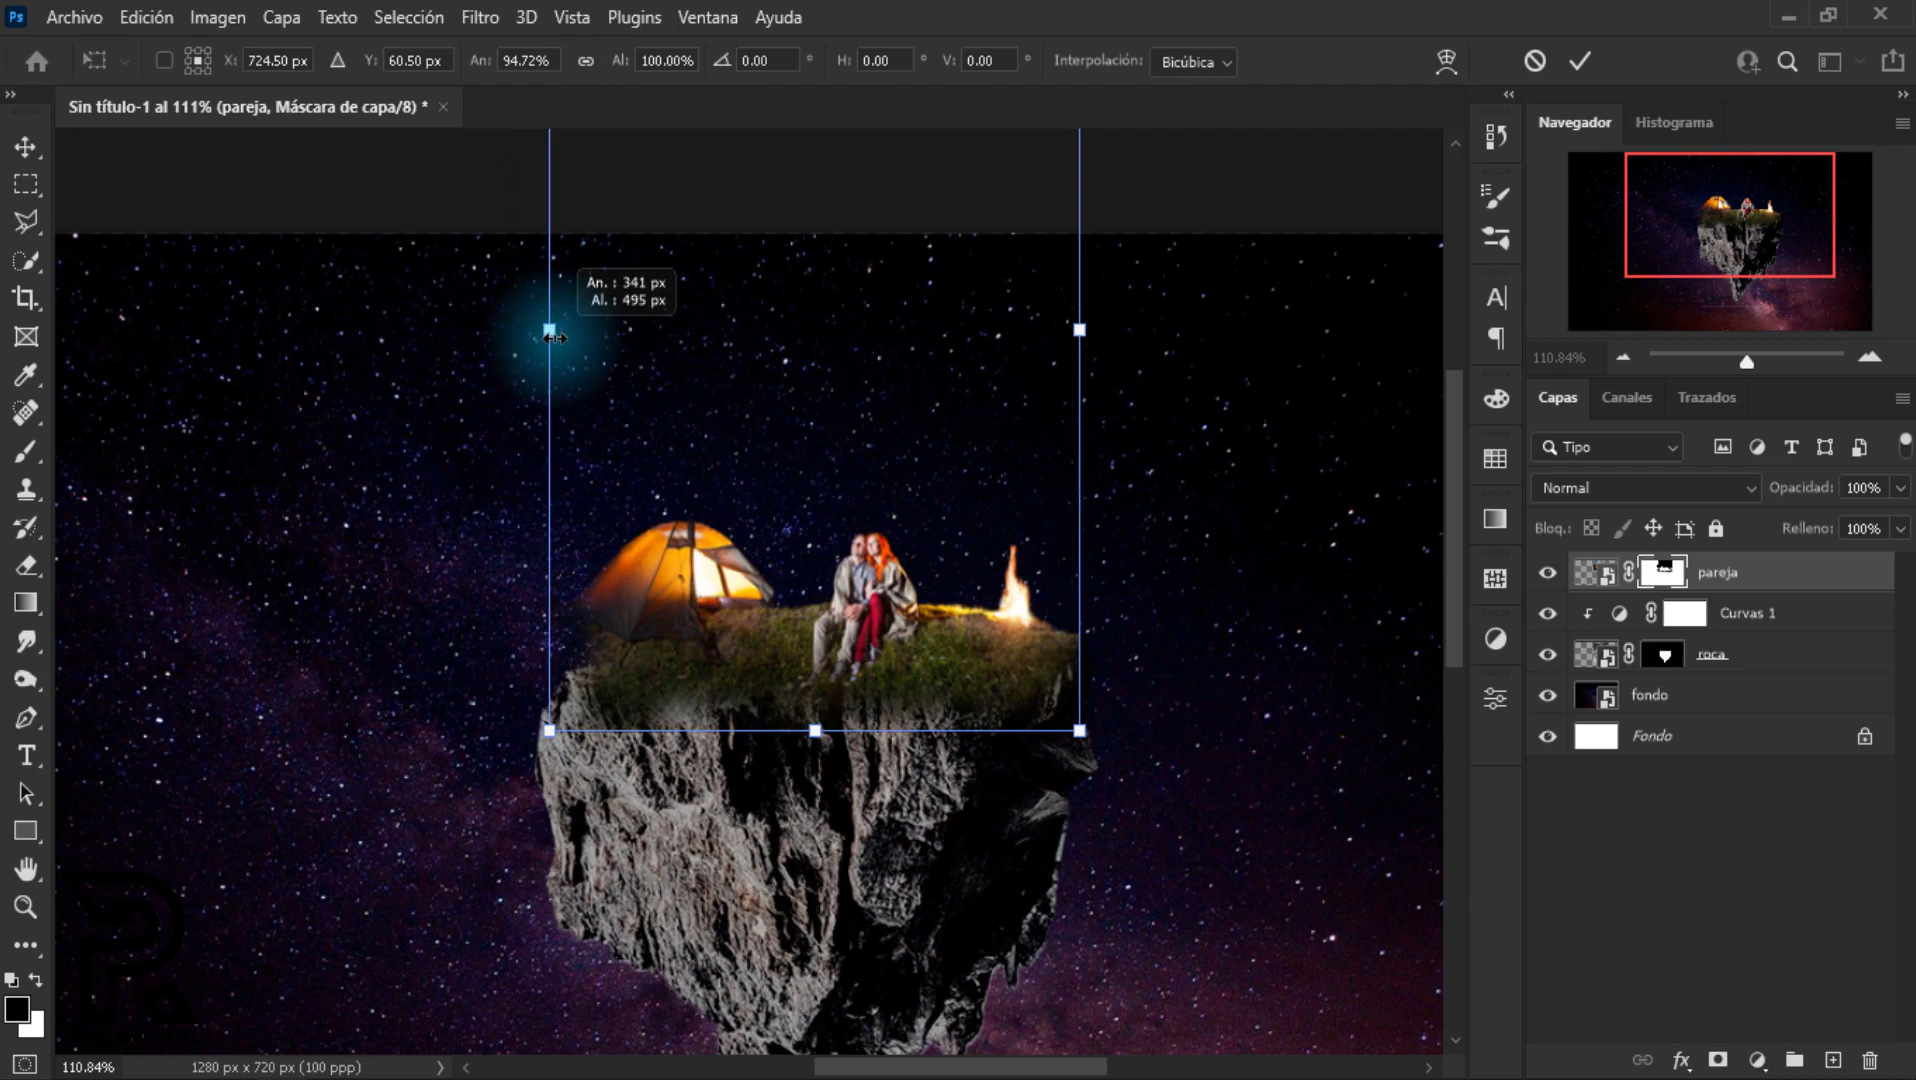 Ps Archivo Edición Imagen Capa Texto Selección Filtro 3D Vista Plugins Ventana Ayuda
X: 724.50 px Y: 60.50 px An: 94.72% Al: 100.00% 0.00 ° H: 0.00 ° V: 0.00 ° Interpolación: Bicúbica
Sin título-1 al 111% (pareja, Máscara de capa/8) * ×
Navegador Histograma
An. : 341 px
Al. : 495 px
110.84%
Capas Canales Trazados
Tipo
Normal Opacidad: 100%
Bloq.: Relleno: 100%
pareja
Curvas 1
roca
fondo
Fondo
110.84% 1280 px x 720 px (100 ppp)